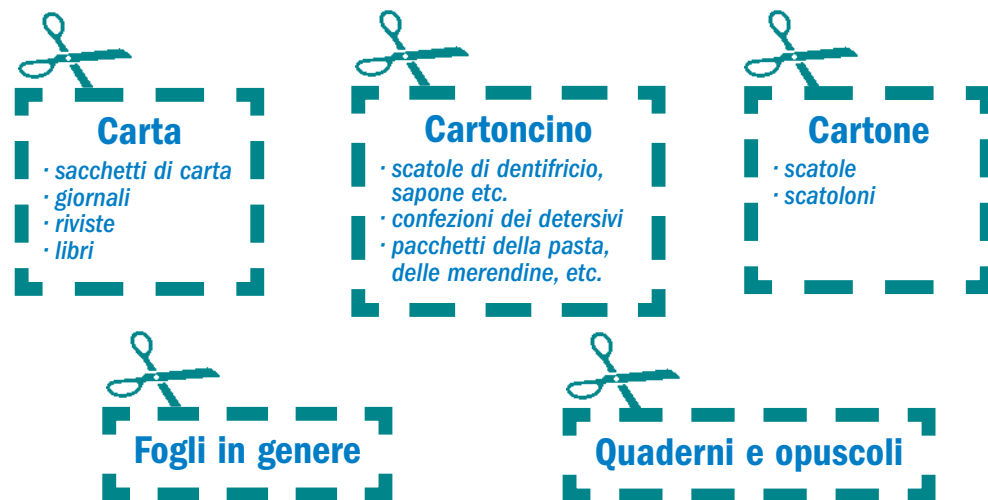 Carta
· sacchetti di carta
· giornali
· riviste
· libri
Cartoncino
· scatole di dentifricio,
sapone etc.
· confezioni dei detersivi
· pacchetti della pasta,
delle merendine, etc.
Cartone
· scatole
· scatoloni
Fogli in genere
Quaderni e opuscoli